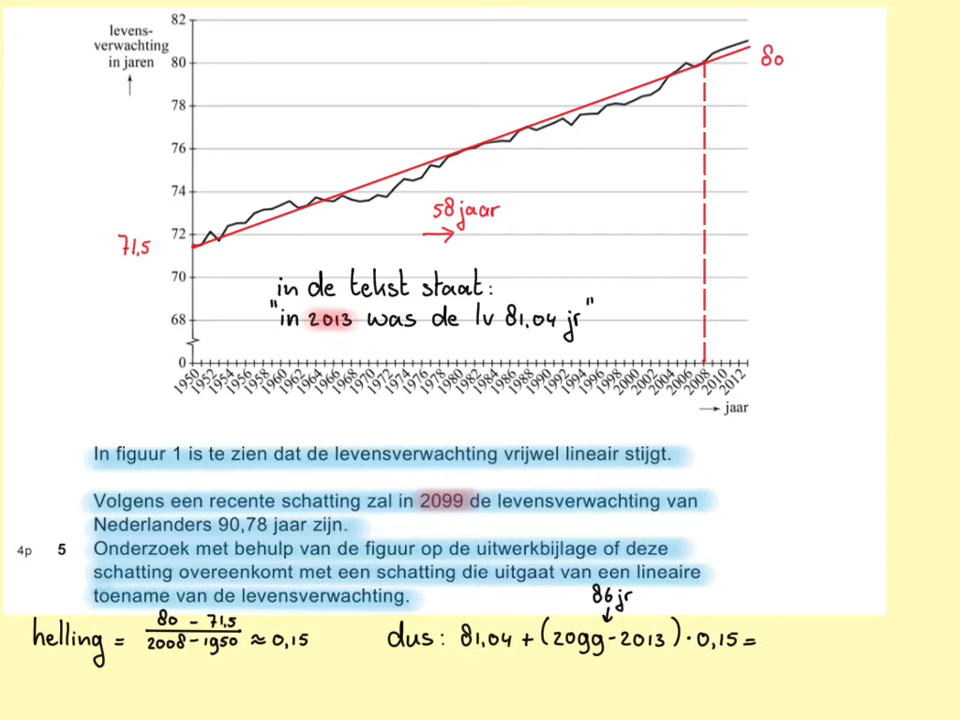 82
levens-
verwachting
in jaren
80
80
78
76
74
58 jaar
72
71,5
70
in de tekst staat:
"in 2013 was de lv 81,04 jr"
68
0
1950 1952 1954 1956 1958 1960 1962 1964 1966 1968 1970 1972 1974 1976 1978 1980 1982 1984 1986 1988 1990 1992 1994 1996 1998 2000 2002 2004 2006 2008 2010 2012
jaar
In figuur 1 is te zien dat de levensverwachting vrijwel lineair stijgt.
Volgens een recente schatting zal in 2099 de levensverwachting van
Nederlanders 90,78 jaar zijn.
4p 5 Onderzoek met behulp van de figuur op de uitwerkbijlage of deze
schatting overeenkomt met een schatting die uitgaat van een lineaire
toename van de levensverwachting.
86 jr
helling = 80 - 71,5 / 2008 - 1950 ≈ 0,15
dus: 81,04 + (2099 - 2013) · 0,15 =